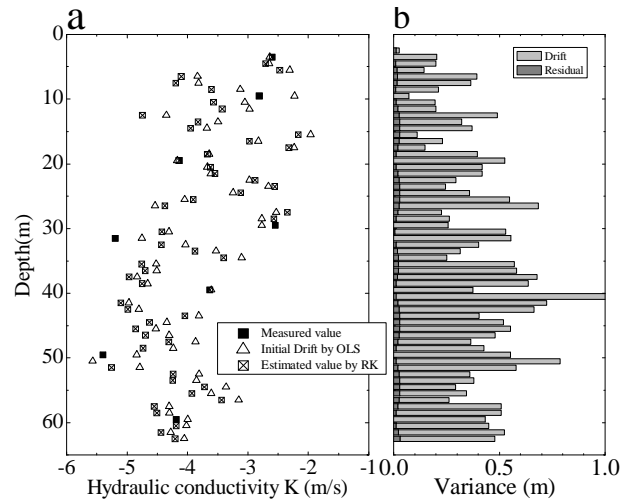 a
b
0
10
20
30
40
50
60
Depth(m)
Measured value
Initial Drift by OLS
Estimated value by RK
-6 -5 -4 -3 -2 -1
Hydraulic conductivity K (m/s)
Drift
Residual
0.0 0.5 1.0
Variance (m)